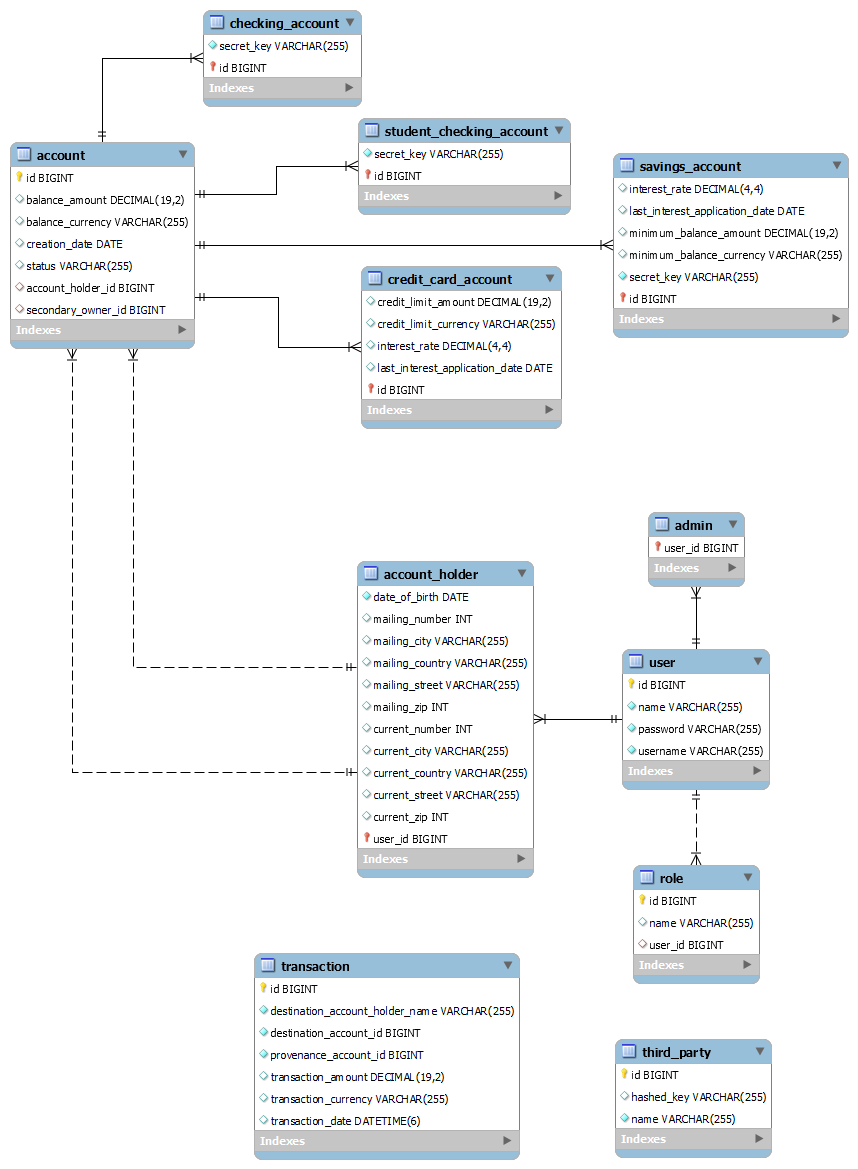 checking_account
secret_key VARCHAR(255)
id BIGINT
Indexes
student_checking_account
secret_key VARCHAR(255)
id BIGINT
Indexes
account
id BIGINT
balance_amount DECIMAL(19,2)
balance_currency VARCHAR(255)
creation_date DATE
status VARCHAR(255)
account_holder_id BIGINT
secondary_owner_id BIGINT
Indexes
savings_account
interest_rate DECIMAL(4,4)
last_interest_application_date DATE
minimum_balance_amount DECIMAL(19,2)
minimum_balance_currency VARCHAR(255)
secret_key VARCHAR(255)
id BIGINT
Indexes
credit_card_account
credit_limit_amount DECIMAL(19,2)
credit_limit_currency VARCHAR(255)
interest_rate DECIMAL(4,4)
last_interest_application_date DATE
id BIGINT
Indexes
admin
user_id BIGINT
Indexes
account_holder
date_of_birth DATE
mailing_number INT
mailing_city VARCHAR(255)
mailing_country VARCHAR(255)
mailing_street VARCHAR(255)
mailing_zip INT
current_number INT
current_city VARCHAR(255)
current_country VARCHAR(255)
current_street VARCHAR(255)
current_zip INT
user_id BIGINT
Indexes
user
id BIGINT
name VARCHAR(255)
password VARCHAR(255)
username VARCHAR(255)
Indexes
role
id BIGINT
name VARCHAR(255)
user_id BIGINT
Indexes
transaction
id BIGINT
destination_account_holder_name VARCHAR(255)
destination_account_id BIGINT
provenance_account_id BIGINT
transaction_amount DECIMAL(19,2)
transaction_currency VARCHAR(255)
transaction_date DATETIME(6)
Indexes
third_party
id BIGINT
hashed_key VARCHAR(255)
name VARCHAR(255)
Indexes